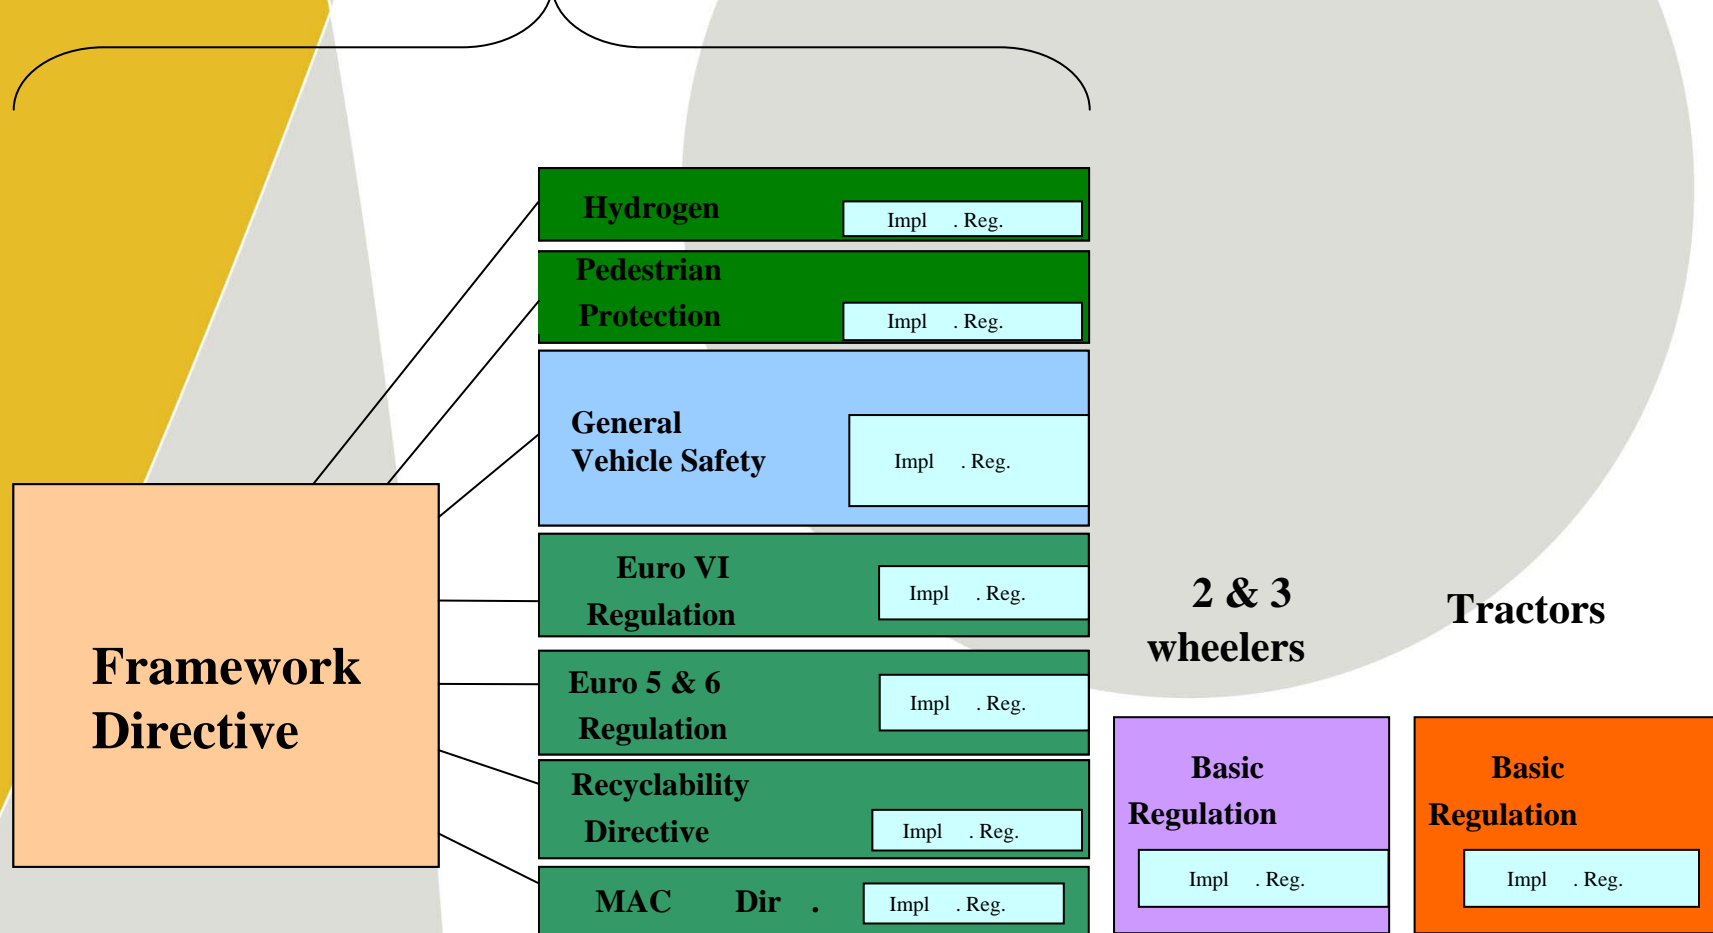 Hydrogen
Impl . Reg.
Pedestrian
Protection
Impl . Reg.
General
Vehicle Safety
Impl . Reg.
Euro VI
Regulation
Impl . Reg.
Euro 5 & 6
Regulation
Impl . Reg.
Recyclability
Directive
Impl . Reg.
MAC Dir .
Impl . Reg.
Framework
Directive
2 & 3
wheelers
Basic
Regulation
Impl . Reg.
Tractors
Basic
Regulation
Impl . Reg.